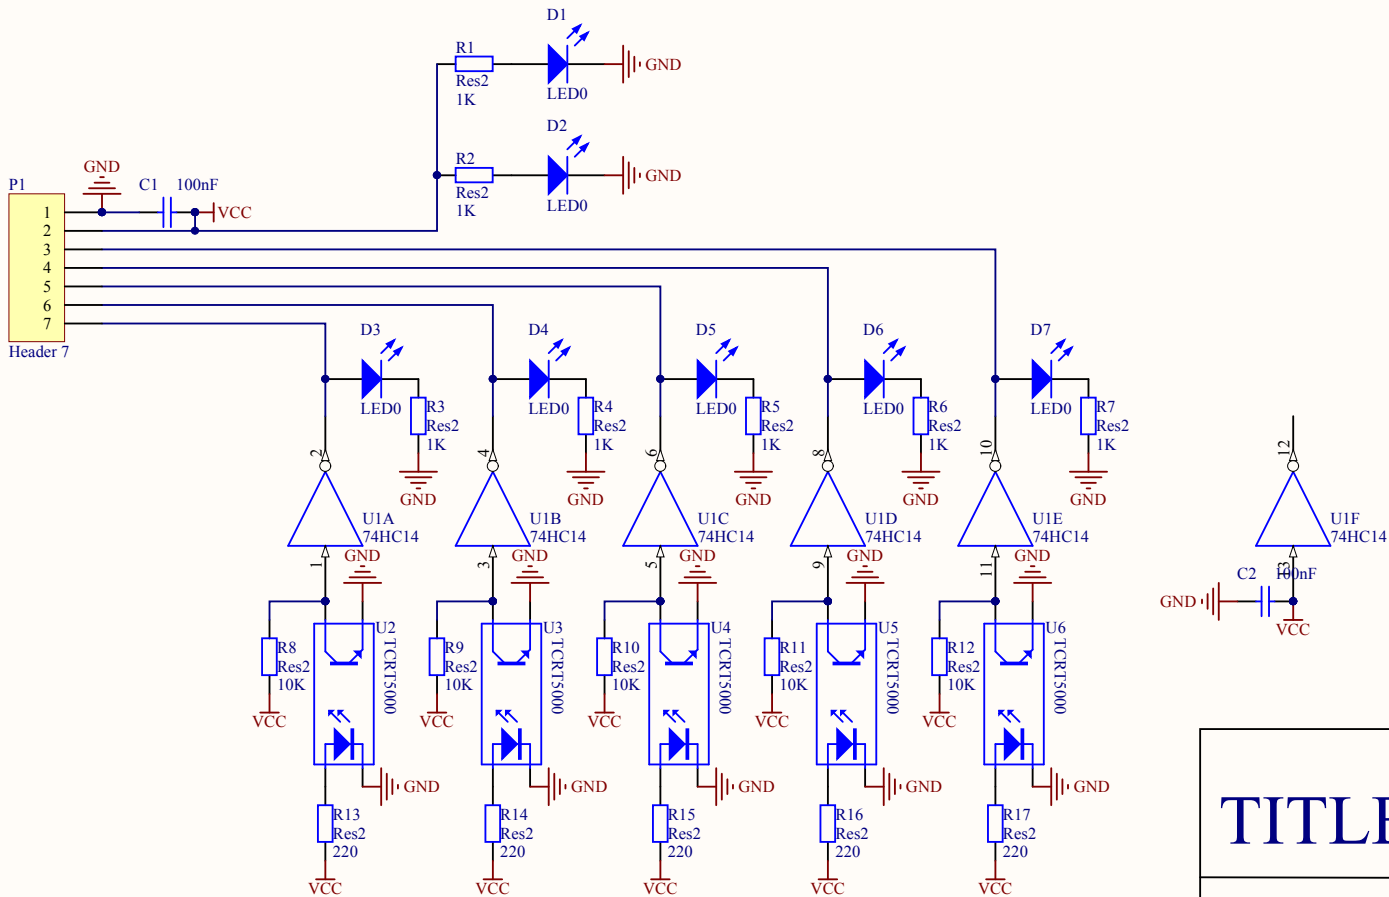 D1
R1
GND
Res2
LED0
1K
D2
R2
GND
Res2
LED0
1K
GND
P1
C1 100nF
VCC
1
2
3
4
5
6
7
Header 7
D3
D4
D5
D6
D7
LED0
LED0
LED0
LED0
LED0
R3
Res2
1K
R4
Res2
1K
R5
Res2
1K
R6
Res2
1K
R7
Res2
1K
GND
GND
GND
GND
GND
2
4
6
8
10
12
U1A
74HC14
U1B
74HC14
U1C
74HC14
U1D
74HC14
U1E
74HC14
U1F
74HC14
GND
GND
GND
GND
GND
1
3
5
9
11
13
C2 100nF
GND
VCC
R8
Res2
10K
VCC
U2
TCRT5000
R9
Res2
10K
VCC
U3
TCRT5000
R10
Res2
10K
VCC
U4
TCRT5000
R11
Res2
10K
VCC
U5
TCRT5000
R12
Res2
10K
VCC
U6
TCRT5000
GND
GND
GND
GND
GND
R13
Res2
220
VCC
R14
Res2
220
VCC
R15
Res2
220
VCC
R16
Res2
220
VCC
R17
Res2
220
VCC
TITLE